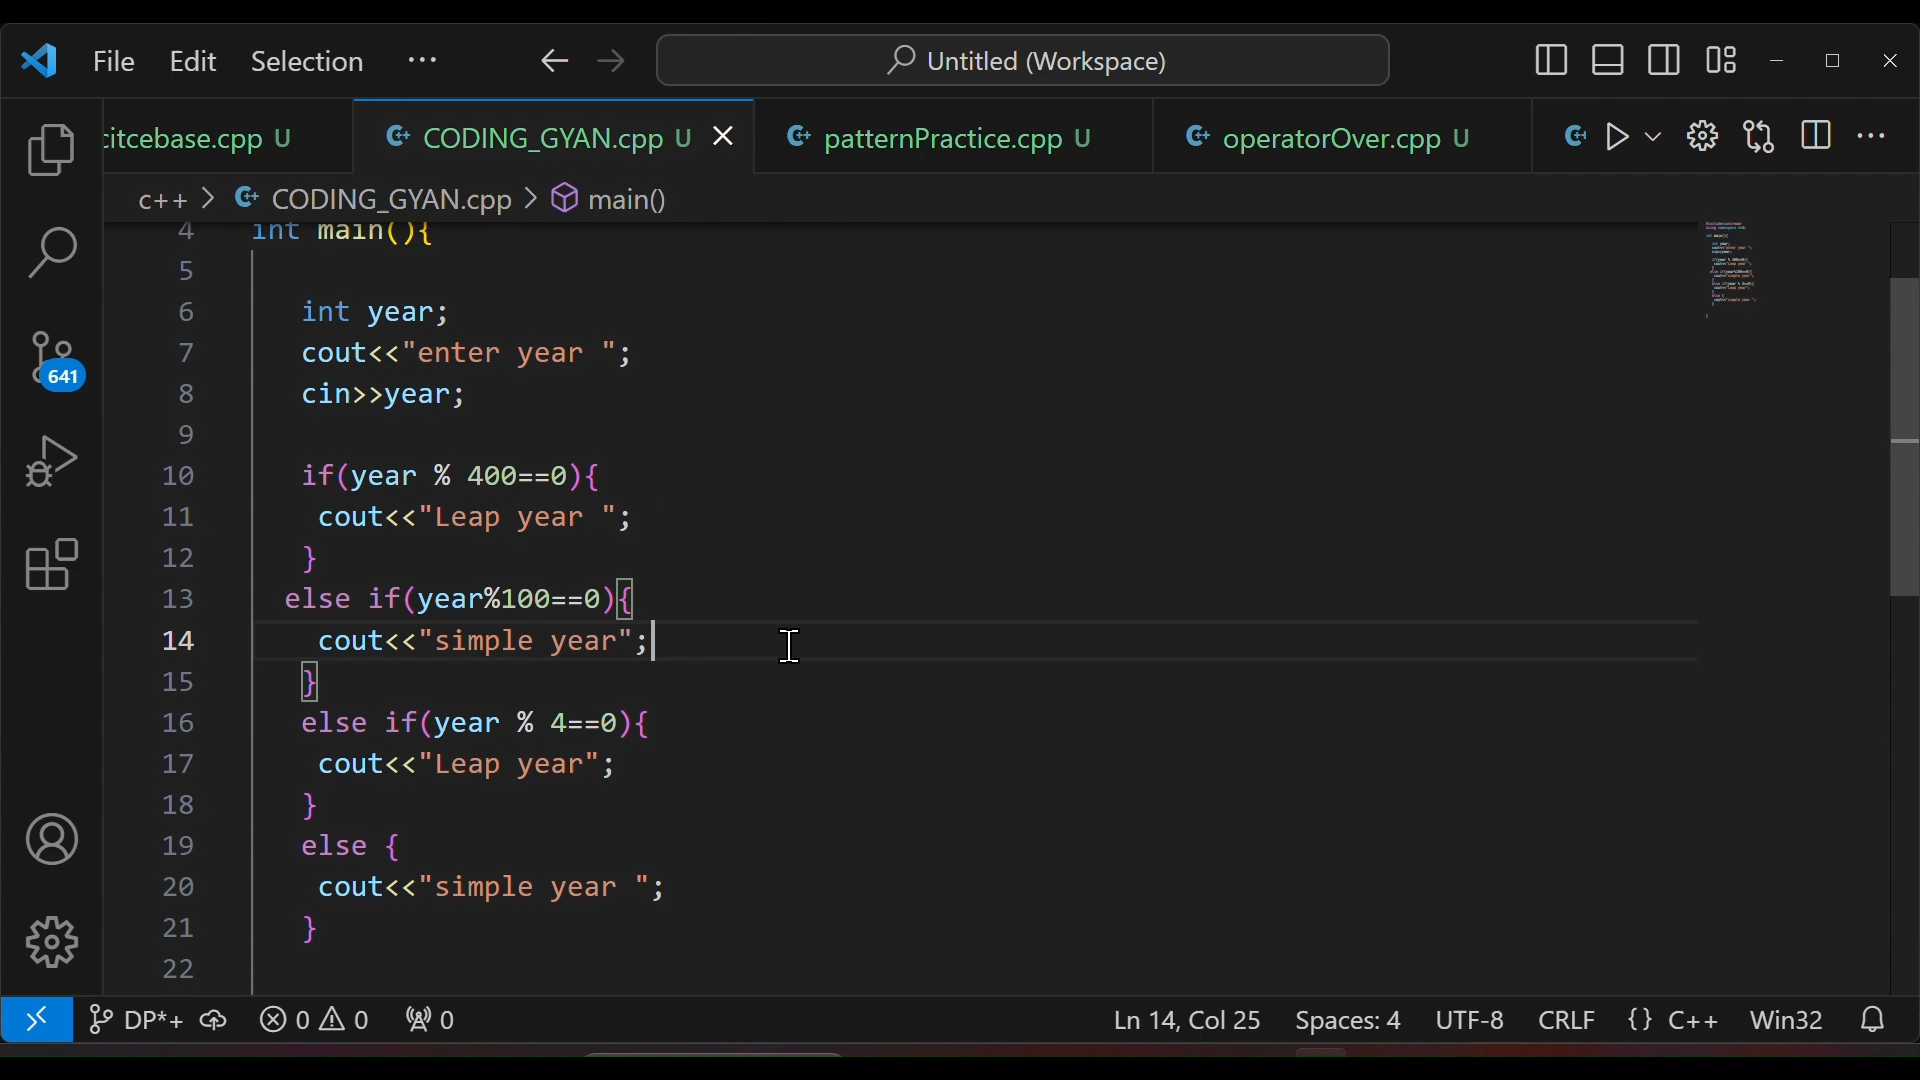 File Edit Selection ··· Untitled (Workspace)
citcebase.cpp U CODING_GYAN.cpp U patternPractice.cpp U operatorOver.cpp U
c++ > CODING_GYAN.cpp > main()
4 int main(){
5
6 int year;
7 cout<<"enter year ";
8 cin>>year;
9
10 if(year % 400==0){
11 cout<<"Leap year ";
12 }
13 else if(year%100==0){
14 cout<<"simple year";
15 }
16 else if(year % 4==0){
17 cout<<"Leap year";
18 }
19 else {
20 cout<<"simple year ";
21 }
22
641
DP*+ 0 0 0 Ln 14, Col 25 Spaces: 4 UTF-8 CRLF {} C++ Win32